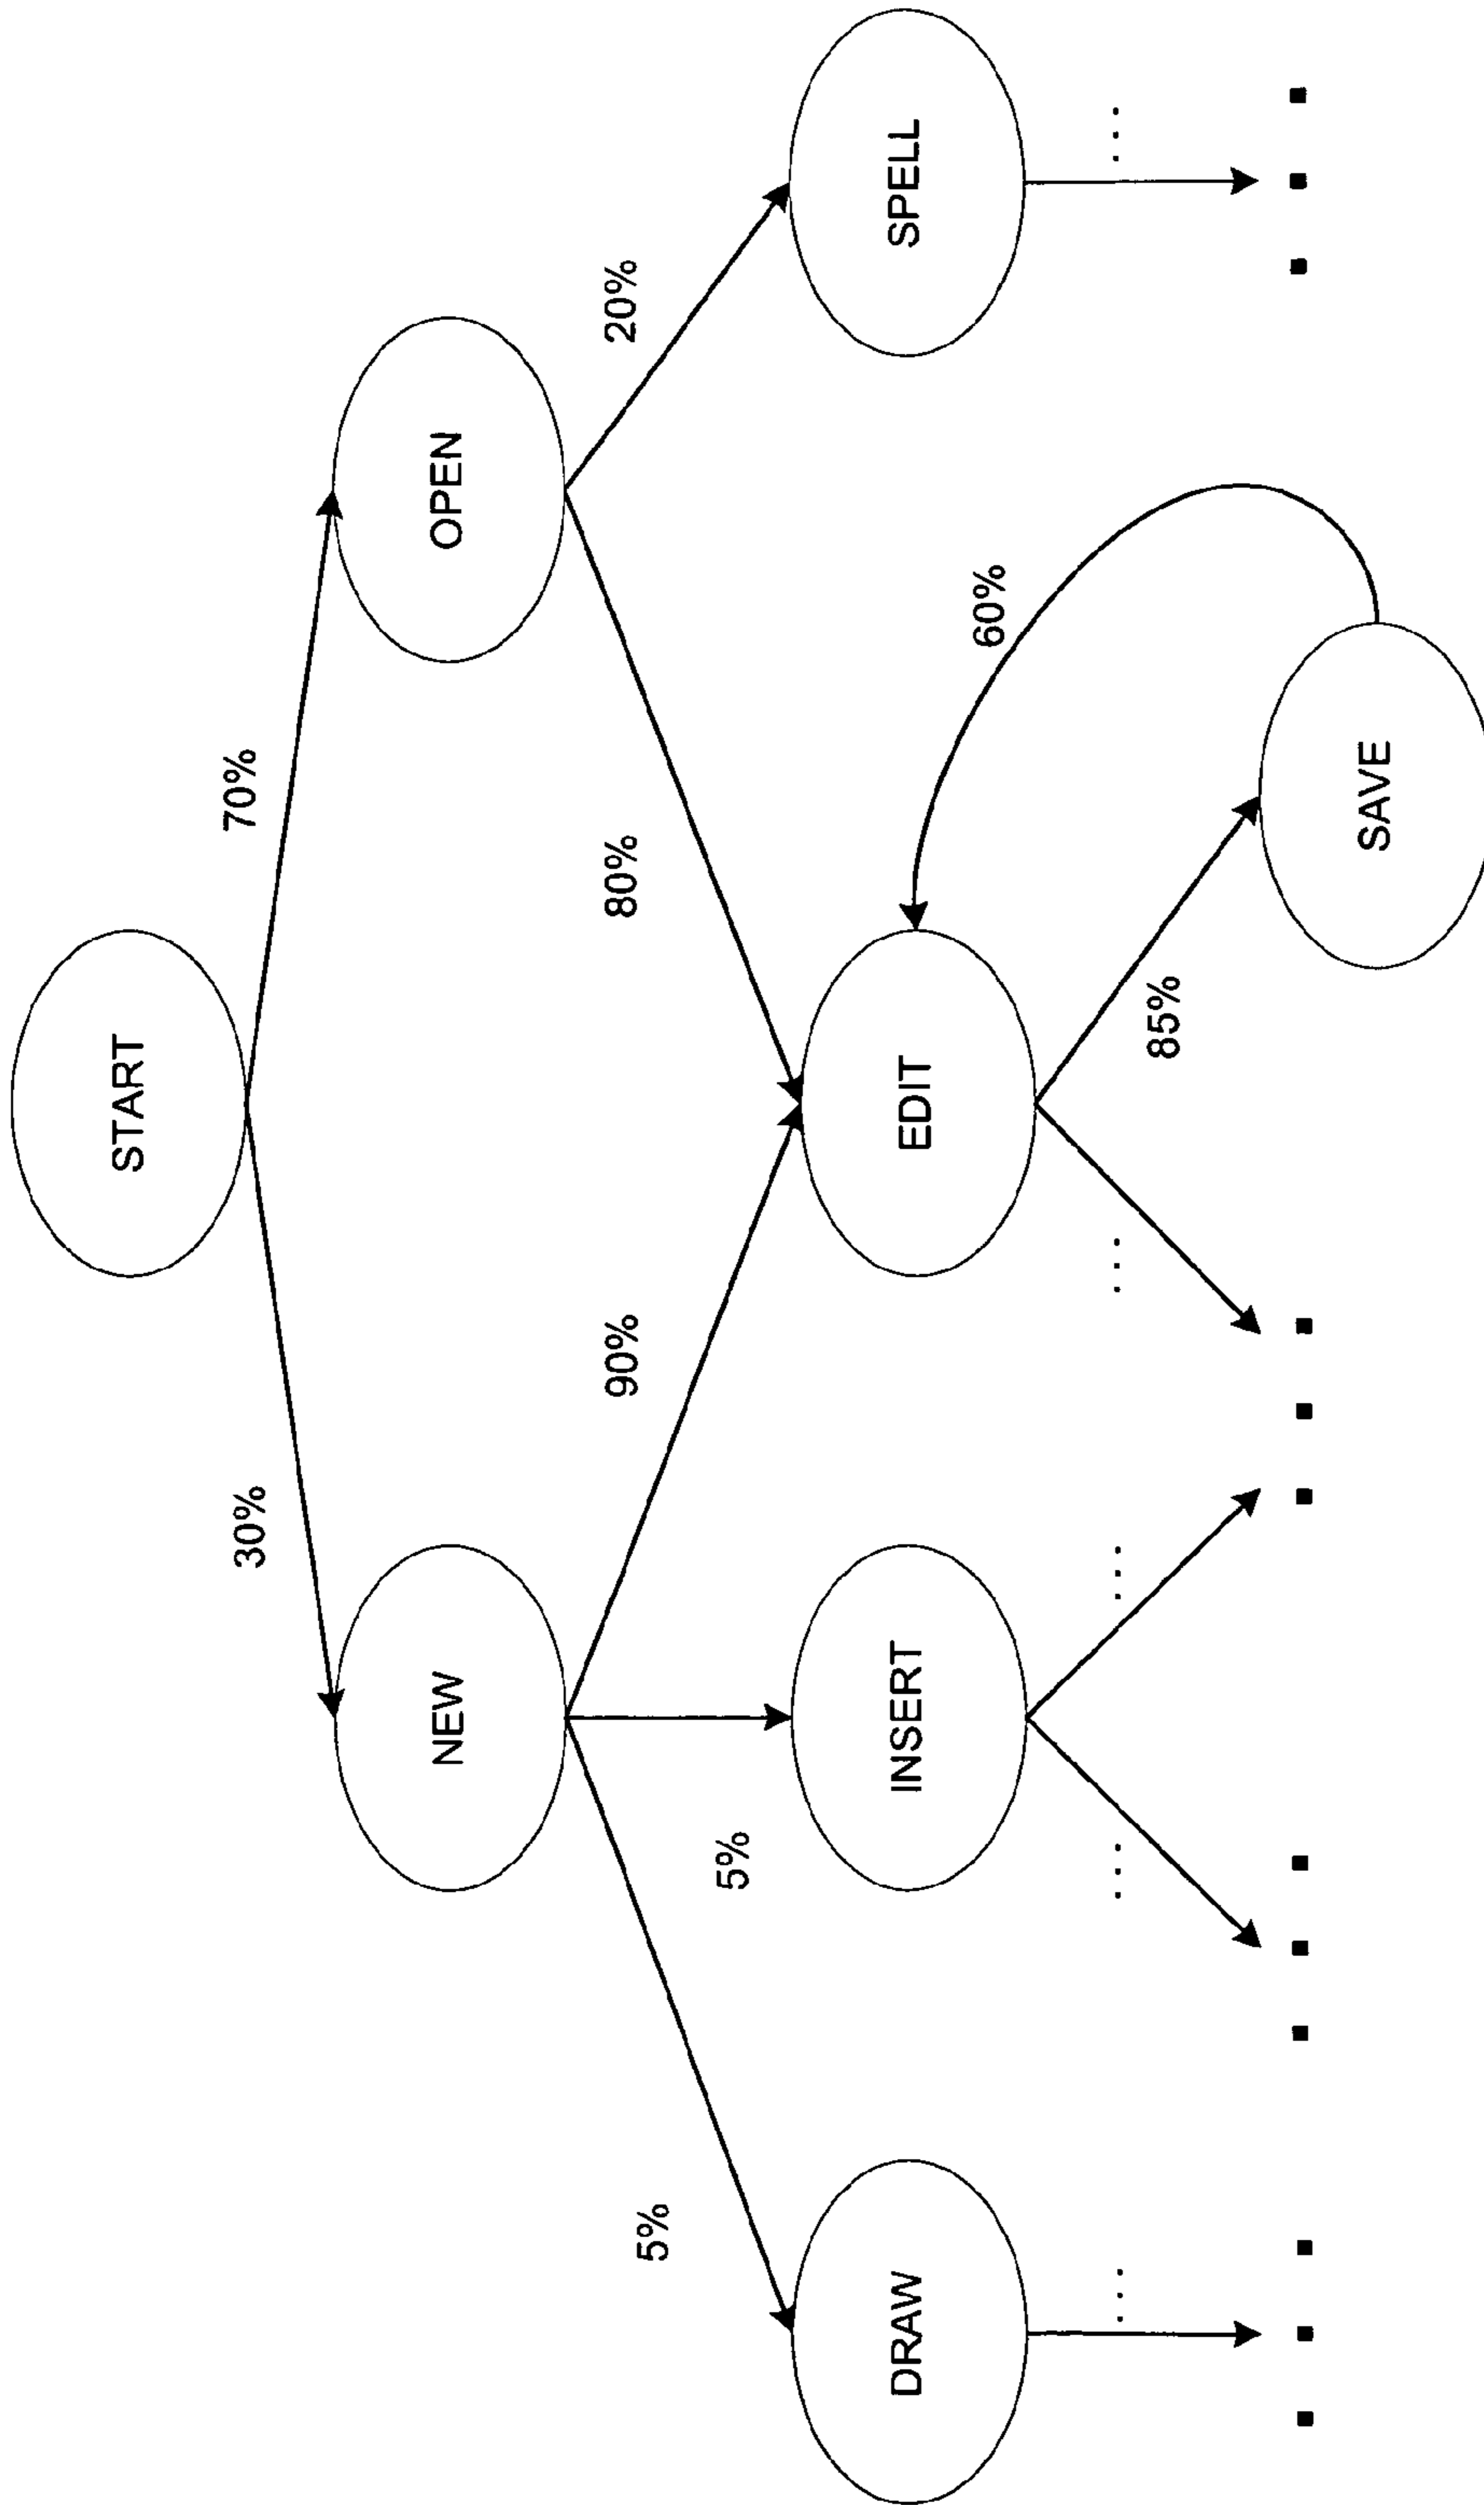 START
30%
70%
NEW
OPEN
5%
5%
90%
80%
20%
DRAW
INSERT
EDIT
SPELL
60%
...
...
...
...
85%
...
SAVE